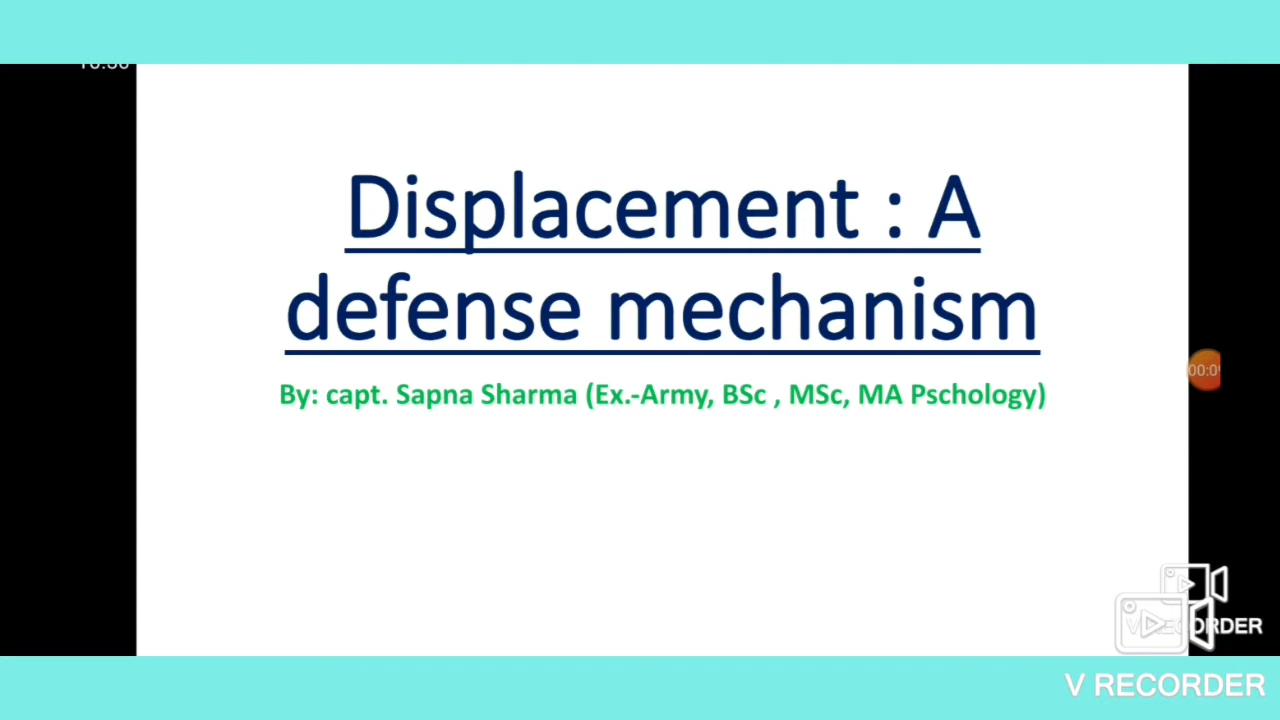 Displacement : A
defense mechanism
By: capt. Sapna Sharma (Ex.-Army, BSc , MSc, MA Pschology)
V RECORDER